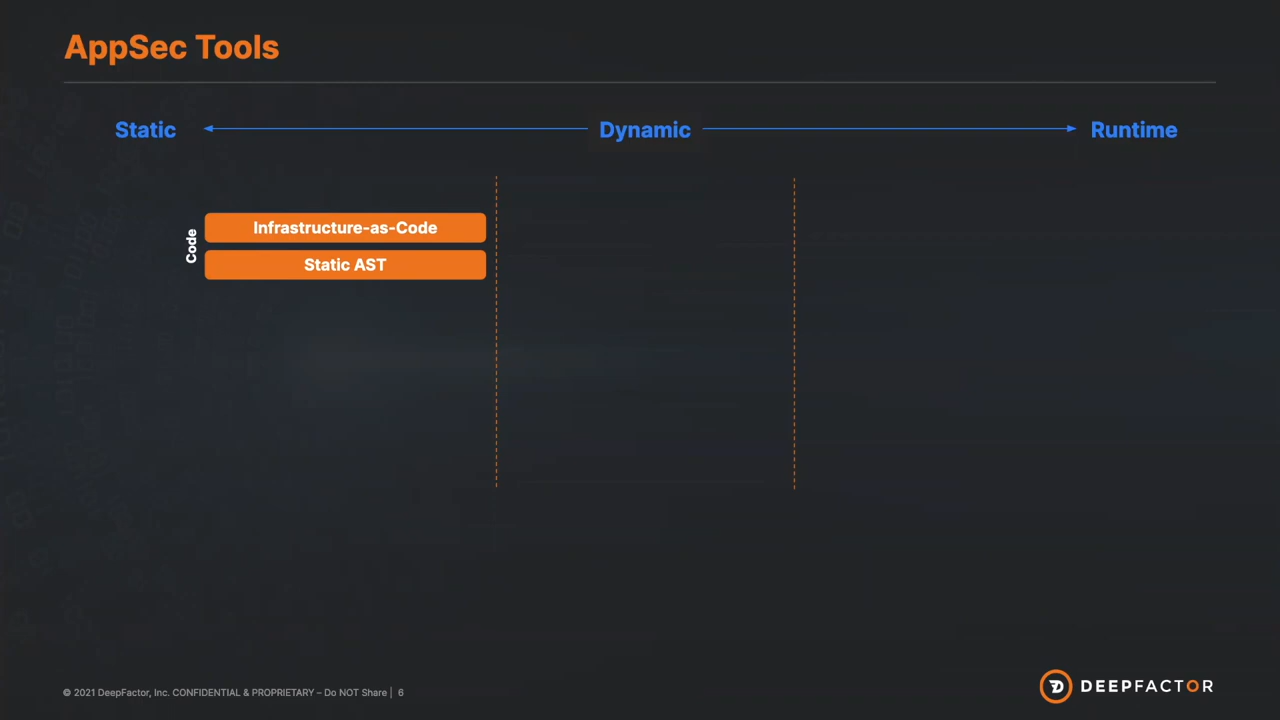 AppSec Tools
Static
Dynamic
Runtime
Code
Infrastructure-as-Code
Static AST
© 2021 DeepFactor, Inc. CONFIDENTIAL & PROPRIETARY – Do NOT Share | 6
DEEPFACTOR